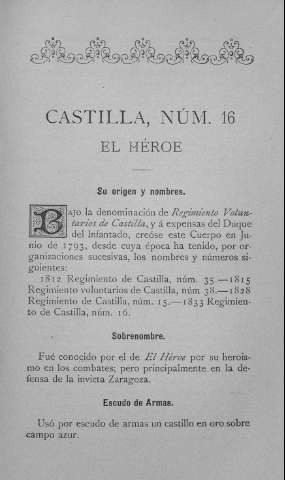 CASTILLA, NÚM. 16
EL HÉROE
Su origen y nombres.
BAJO la denominación de Regimiento Volun-
tarios de Castilla, y á expensas del Duque
del Infantado, creóse este Cuerpo en Ju-
nio de 1793, desde cuya época ha tenido, por or-
ganizaciones sucesivas, los nombres y números si-
guientes:
1812 Regimiento de Castilla, núm. 35.—1815
Regimiento voluntarios de Castilla, núm 38.—1828
Regimiento de Castilla, núm. 15.—1833 Regimien-
to de Castilla, núm. 16.
Sobrenombre.
Fué conocido por el de El Héroe por su herois-
mo en los combates; pero principalmente en la de-
fensa de la invicta Zaragoza.
Escudo de Armas.
Usó por escudo de armas un castillo en oro sobre
campo azur.